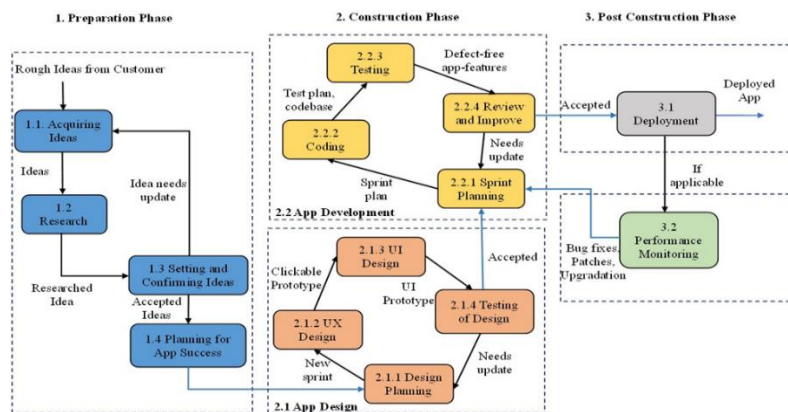 1. Preparation Phase
2. Construction Phase
3. Post Construction Phase
Rough Ideas from Customer
1.1. Acquiring
Ideas
Ideas
Idea needs
update
1.2
Research
Researched
Idea
1.3 Setting and
Confirming Ideas
Accepted
Ideas
1.4 Planning for
App Success
2.2.3
Testing
Defect-free
app-features
Test plan,
codebase
2.2.4 Review
and Improve
2.2.2
Coding
Needs
update
Sprint
plan
2.2.1 Sprint
Planning
2.2 App Development
2.1.3 UI
Design
Accepted
Clickable
Prototype
UI
Prototype
2.1.4 Testing
of Design
2.1.2 UX
Design
Needs
update
New
sprint
2.1.1 Design
Planning
2.1 App Design
Accepted
3.1
Deployment
Deployed
App
If
applicable
3.2
Performance
Monitoring
Bug fixes,
Patches,
Upgradation